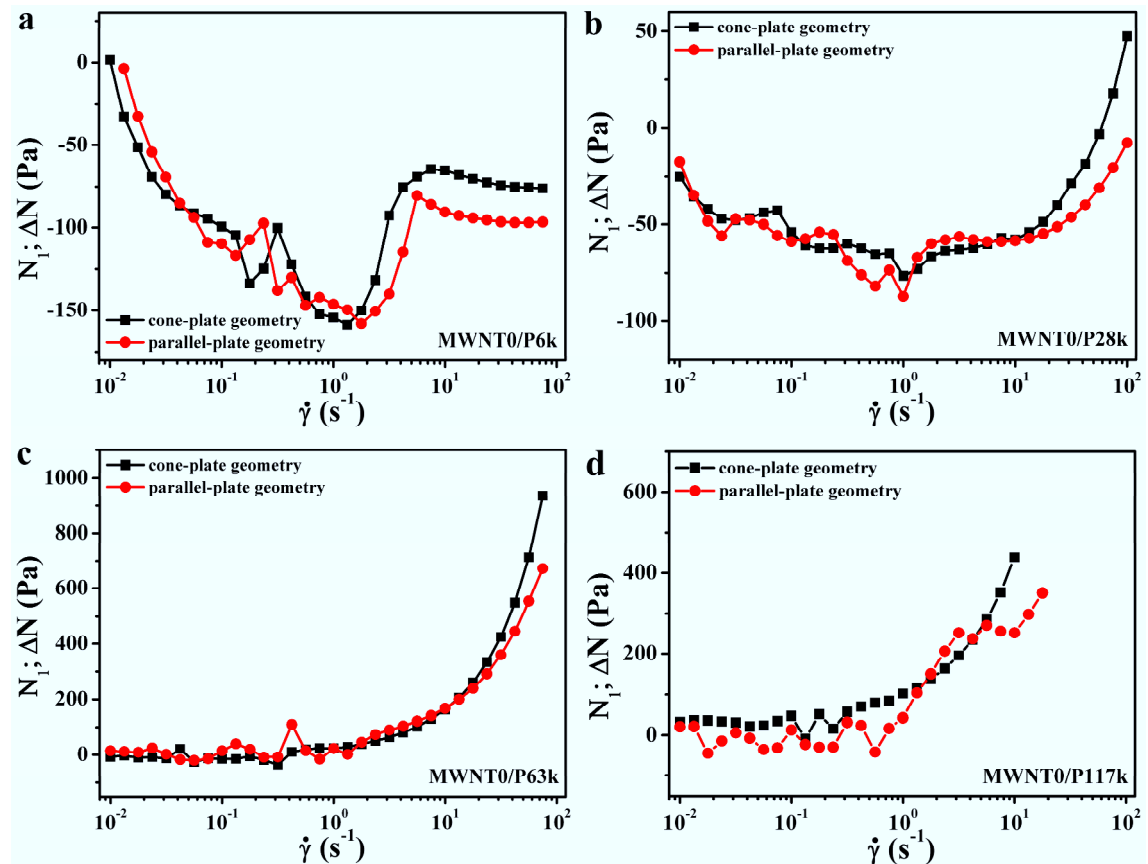 a
N₁; ΔN (Pa)
0
-50
-100
-150
cone-plate geometry
parallel-plate geometry
MWNT0/P6k
10⁻² 10⁻¹ 10⁰ 10¹ 10²
γ̇ (s⁻¹)
b
N₁; ΔN (Pa)
50
0
-50
-100
cone-plate geometry
parallel-plate geometry
MWNT0/P28k
10⁻² 10⁻¹ 10⁰ 10¹ 10²
γ̇ (s⁻¹)
c
N₁; ΔN (Pa)
1000
800
600
400
200
0
cone-plate geometry
parallel-plate geometry
MWNT0/P63k
10⁻² 10⁻¹ 10⁰ 10¹ 10²
γ̇ (s⁻¹)
d
N₁; ΔN (Pa)
600
400
200
0
cone-plate geometry
parallel-plate geometry
MWNT0/P117k
10⁻² 10⁻¹ 10⁰ 10¹ 10²
γ̇ (s⁻¹)